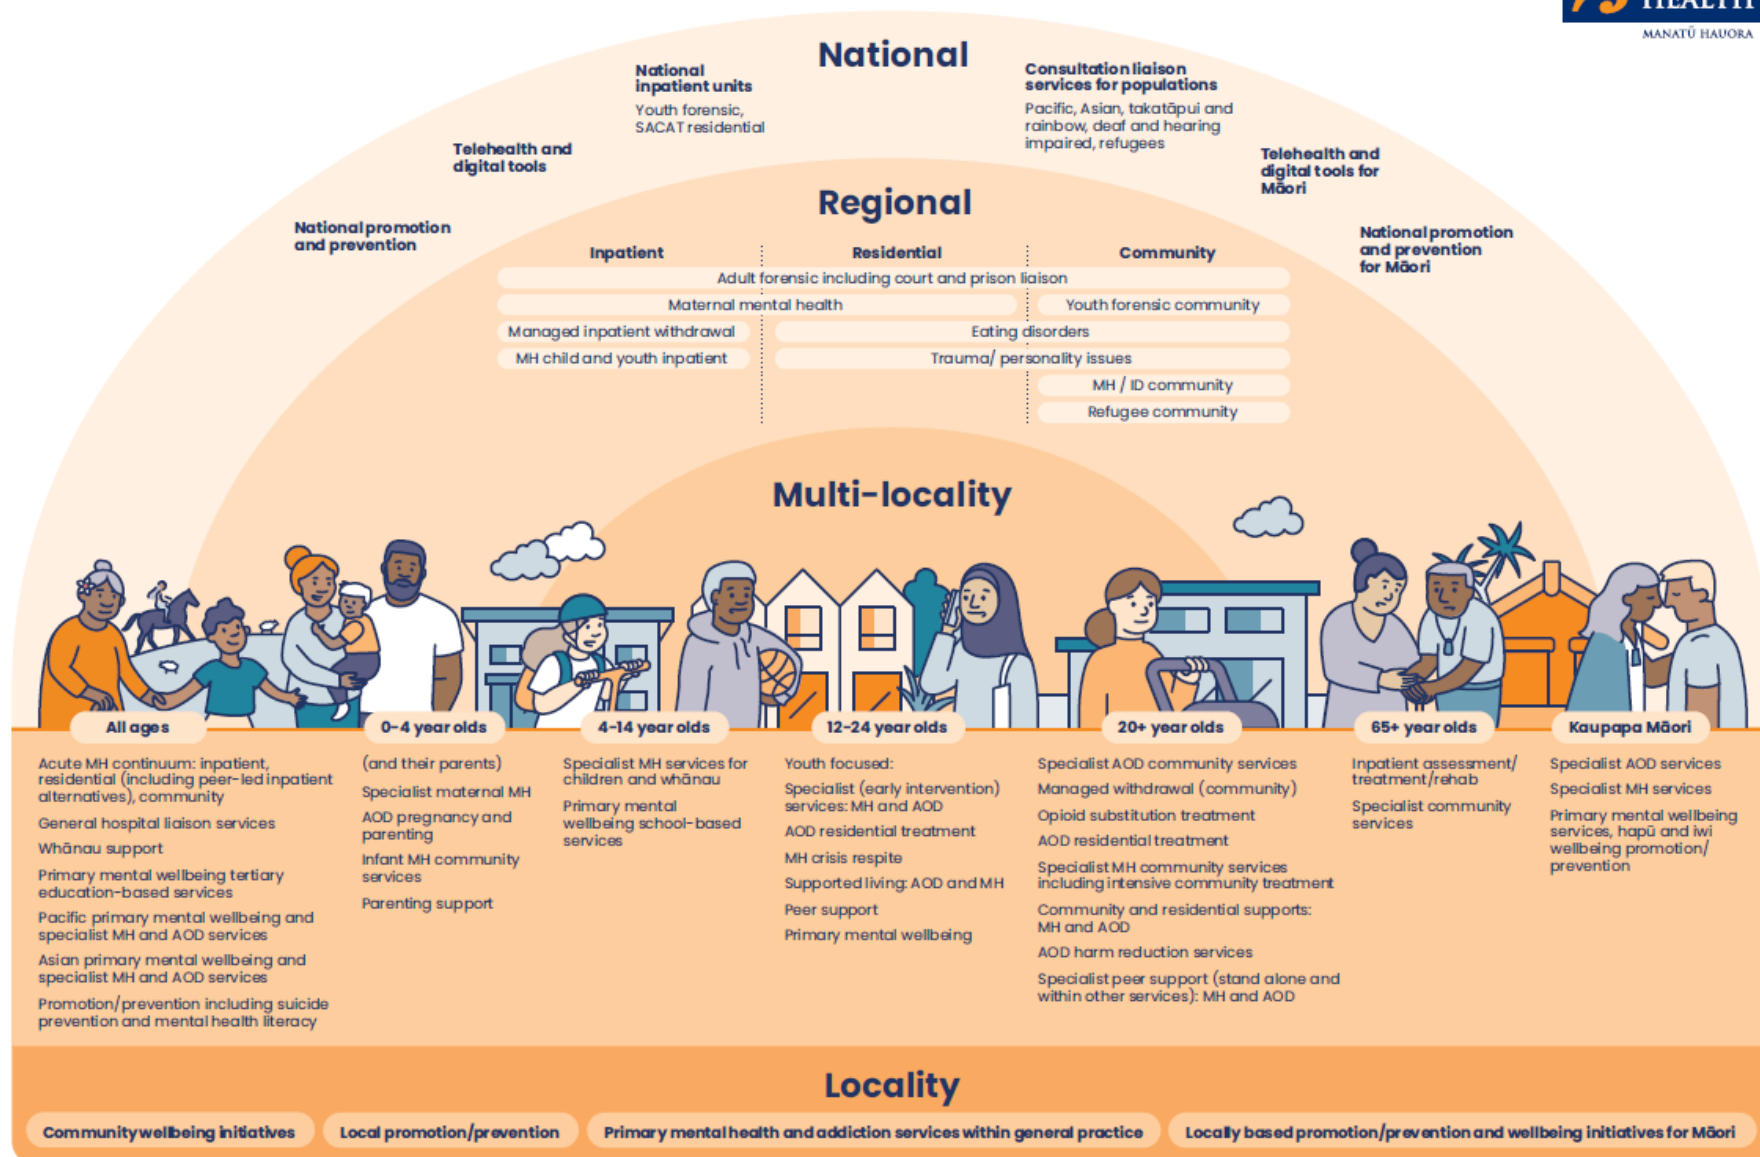 HEALTH
MANATŪ HAUORA
National
National
inpatient units
Youth forensic,
SACAT residential
Consultation liaison
services for populations
Pacific, Asian, takatāpui and
rainbow, deaf and hearing
impaired, refugees
Telehealth and
digital tools
Telehealth and
digital tools for
Māori
National promotion
and prevention
National promotion
and prevention
for Māori
Regional
Inpatient
Residential
Community
Adult forensic including court and prison liaison
Maternal mental health
Youth forensic community
Managed inpatient withdrawal
Eating disorders
MH child and youth inpatient
Trauma/ personality issues
MH / ID community
Refugee community
Multi-locality
All ages
Acute MH continuum: inpatient,
residential (including peer-led inpatient
alternatives), community
General hospital liaison services
Whānau support
Primary mental wellbeing tertiary
education-based services
Pacific primary mental wellbeing and
specialist MH and AOD services
Asian primary mental wellbeing and
specialist MH and AOD services
Promotion/prevention including suicide
prevention and mental health literacy
0-4 year olds
(and their parents)
Specialist maternal MH
AOD pregnancy and
parenting
Infant MH community
services
Parenting support
4-14 year olds
Specialist MH services for
children and whānau
Primary mental
wellbeing school-based
services
12-24 year olds
Youth focused:
Specialist (early intervention)
services: MH and AOD
AOD residential treatment
MH crisis respite
Supported living: AOD and MH
Peer support
Primary mental wellbeing
20+ year olds
Specialist AOD community services
Managed withdrawal (community)
Opioid substitution treatment
AOD residential treatment
Specialist MH community services
including intensive community treatment
Community and residential supports:
MH and AOD
AOD harm reduction services
Specialist peer support (stand alone and
within other services): MH and AOD
65+ year olds
Inpatient assessment/
treatment/rehab
Specialist community
services
Kaupapa Māori
Specialist AOD services
Specialist MH services
Primary mental wellbeing
services, hapū and iwi
wellbeing promotion/
prevention
Locality
Community wellbeing initiatives
Local promotion/prevention
Primary mental health and addiction services within general practice
Locally based promotion/prevention and wellbeing initiatives for Māori